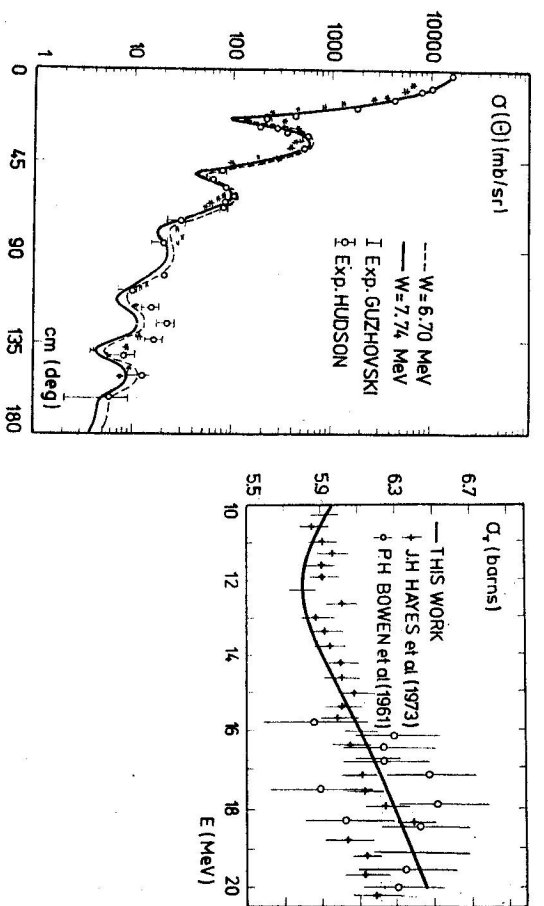 σ(Θ) (mb/sr)
10000
1000
100
10
1
--- W=6.70 MeV
— W=7.74 MeV
Exp. GUZHOVSKI
Exp. HUDSON
0 45 90 135 180
cm (deg)
σT (barns)
6.7
6.3
5.9
5.5
— THIS WORK
+ J.H HAYES et al (1973)
o P.H BOWEN et al (1961)
10 12 14 16 18 20
E (MeV)